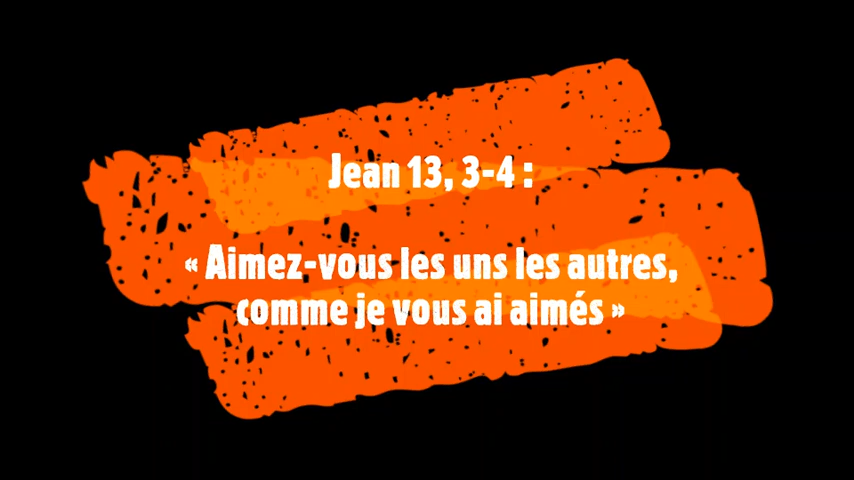 Jean 13, 3-4 :
« Aimez-vous les uns les autres,
comme je vous ai aimés »